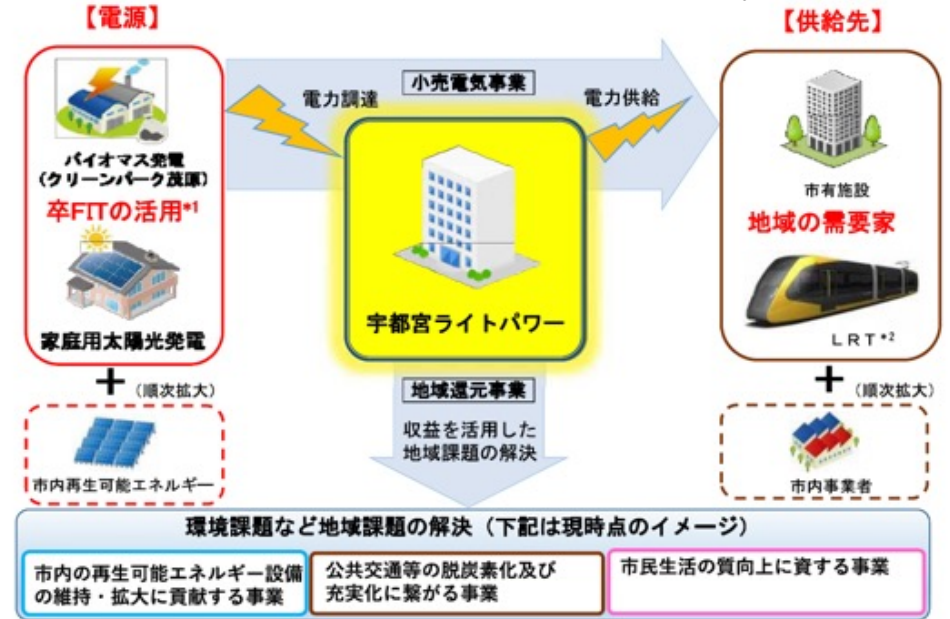 【電源】
【供給先】
小売電気事業
電力調達
電力供給
バイオマス発電
(クリーンパーク茂原)
卒FITの活用*1
家庭用太陽光発電
+
(順次拡大)
市内再生可能エネルギー
宇都宮ライトパワー
地域還元事業
収益を活用した
地域課題の解決
市有施設
地域の需要家
LRT*2
+
(順次拡大)
市内事業者
環境課題など地域課題の解決(下記は現時点のイメージ)
市内の再生可能エネルギー設備
の維持・拡大に貢献する事業
公共交通等の脱炭素化及び
充実化に繋がる事業
市民生活の質向上に資する事業